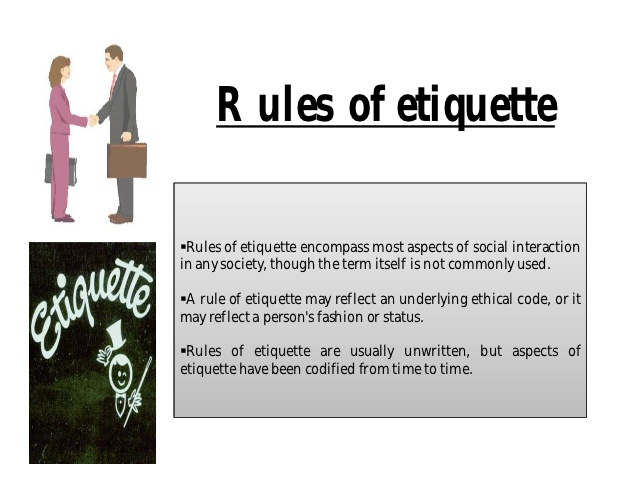 R ules of etiquette
▪Rules of etiquette encompass most aspects of social interaction
in any society, though the term itself is not commonly used.
▪A rule of etiquette may reflect an underlying ethical code, or it
may reflect a person's fashion or status.
▪Rules of etiquette are usually unwritten, but aspects of
etiquette have been codified from time to time.
Etiquette